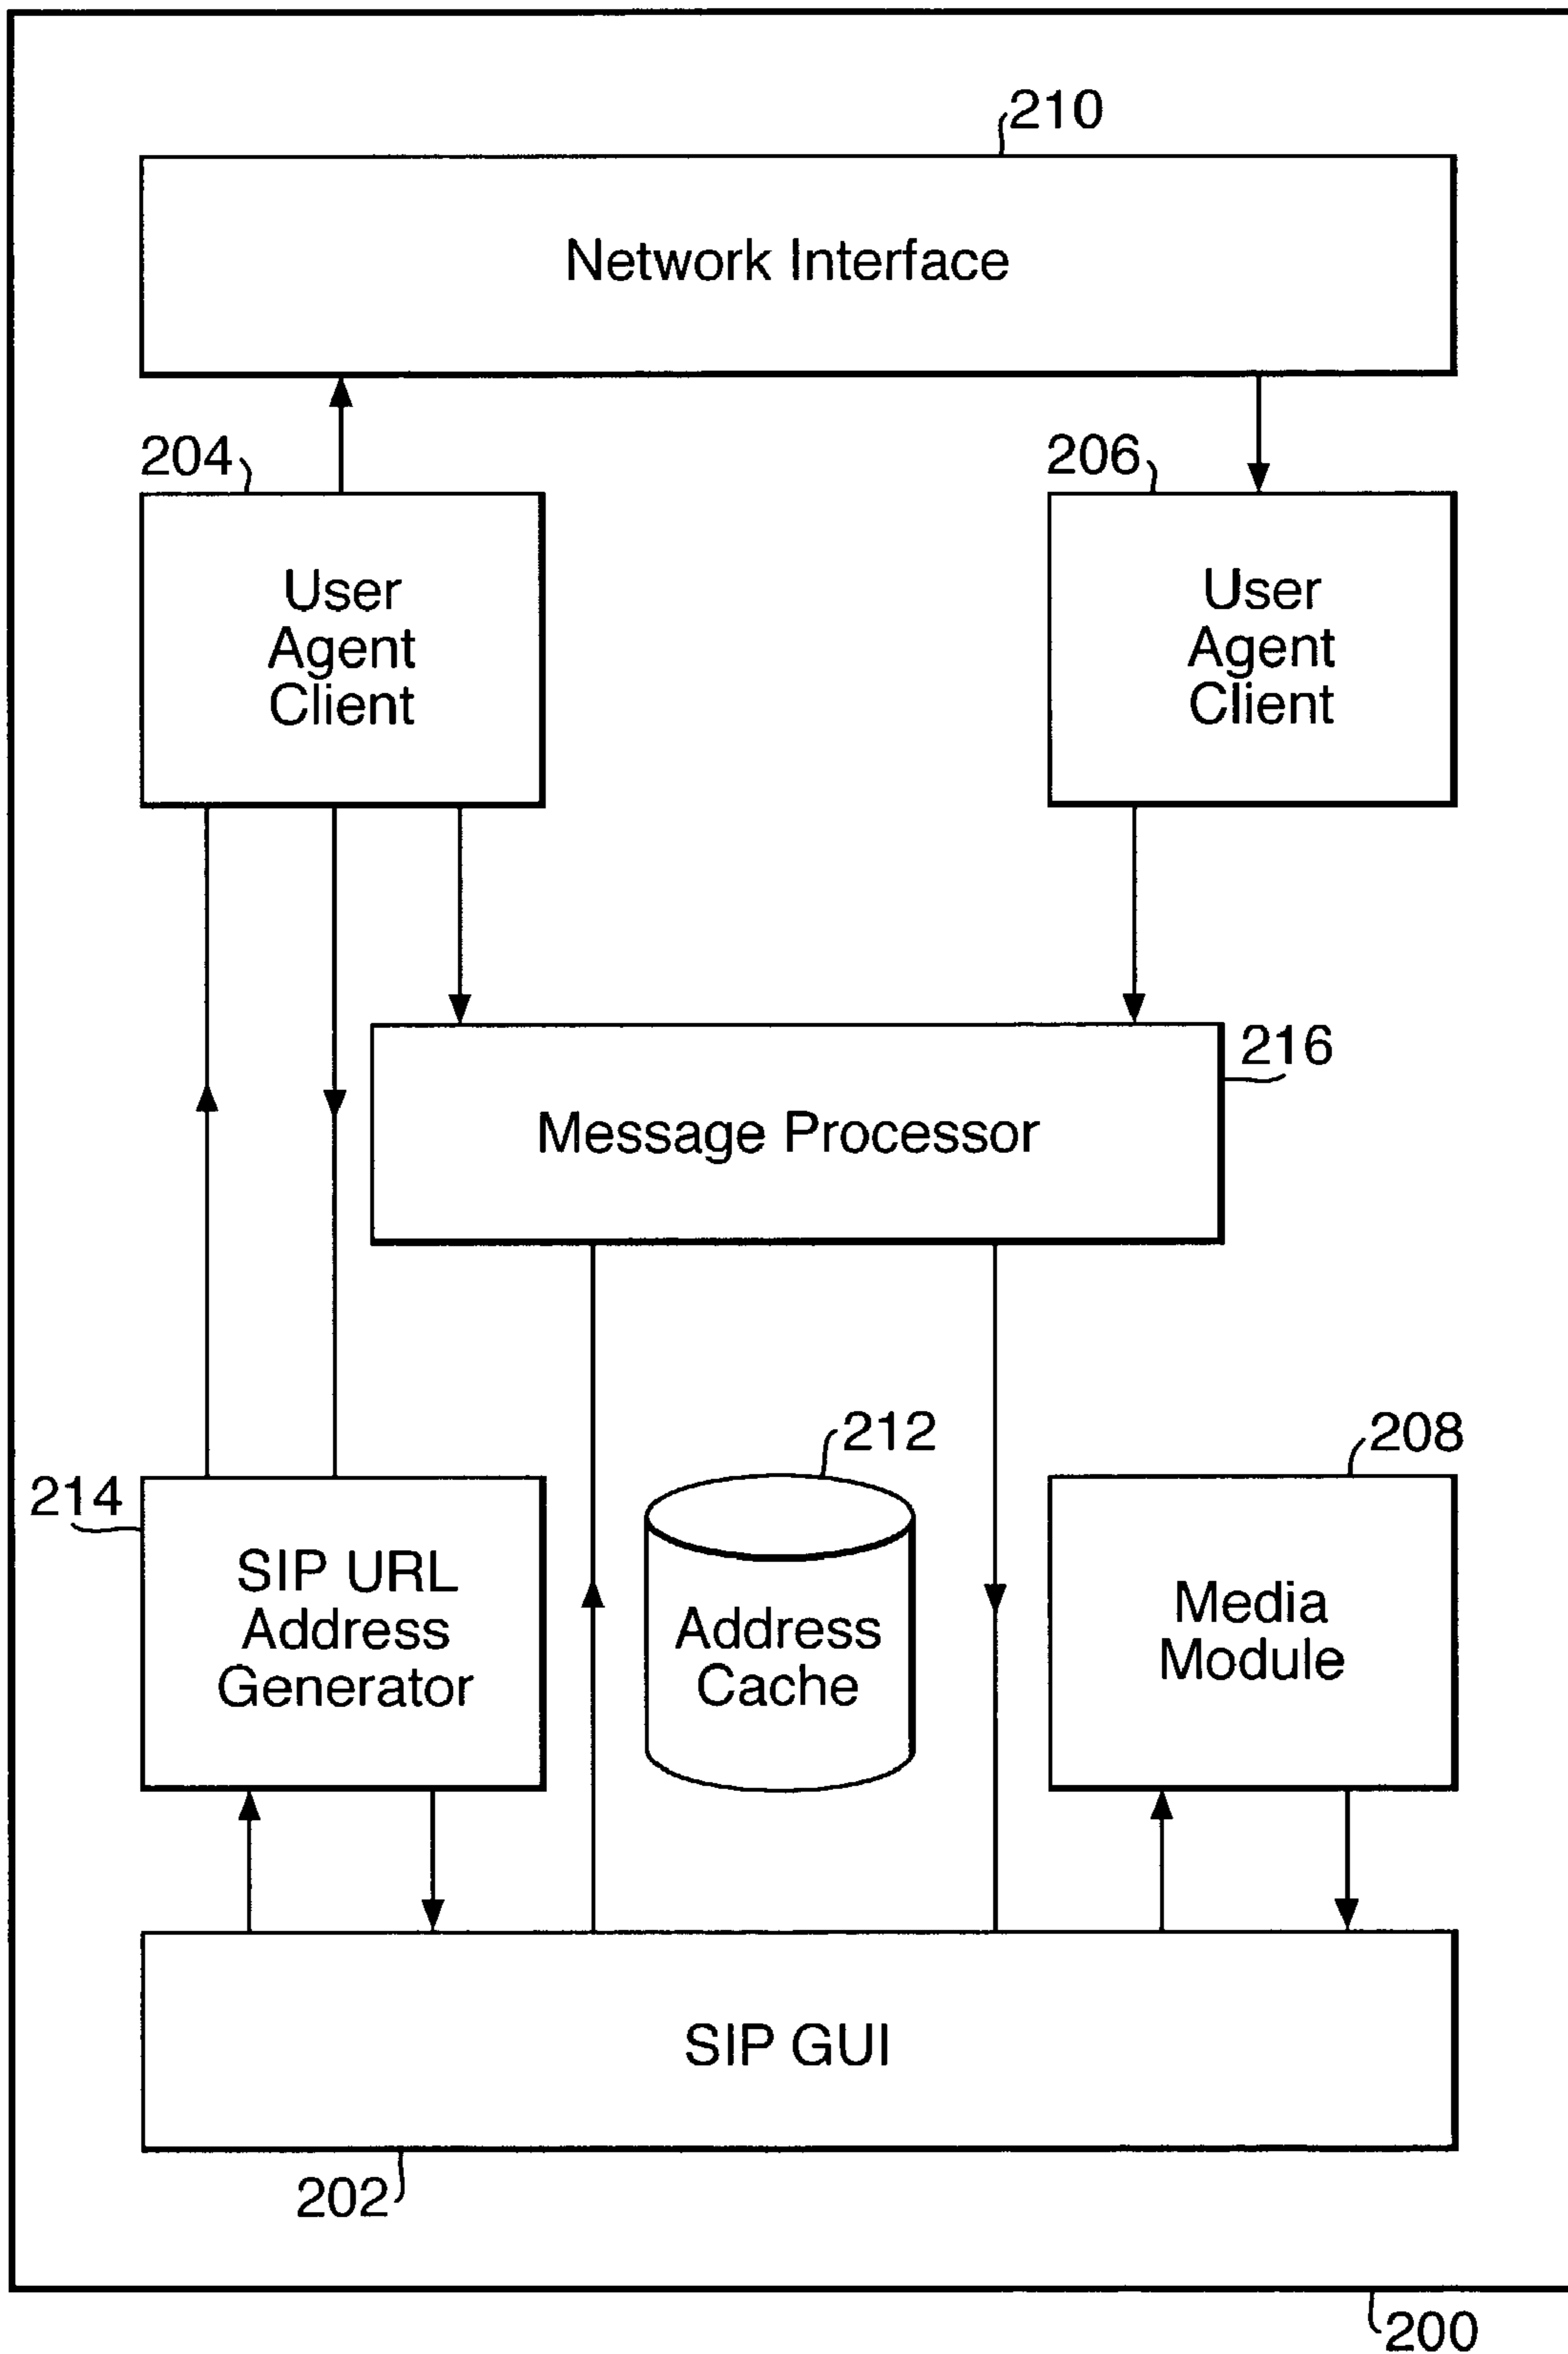 210
Network Interface
204
206
User
Agent
Client
User
Agent
Client
216
Message Processor
212
208
214
SIP URL
Address
Generator
Address
Cache
Media
Module
SIP GUI
202
200